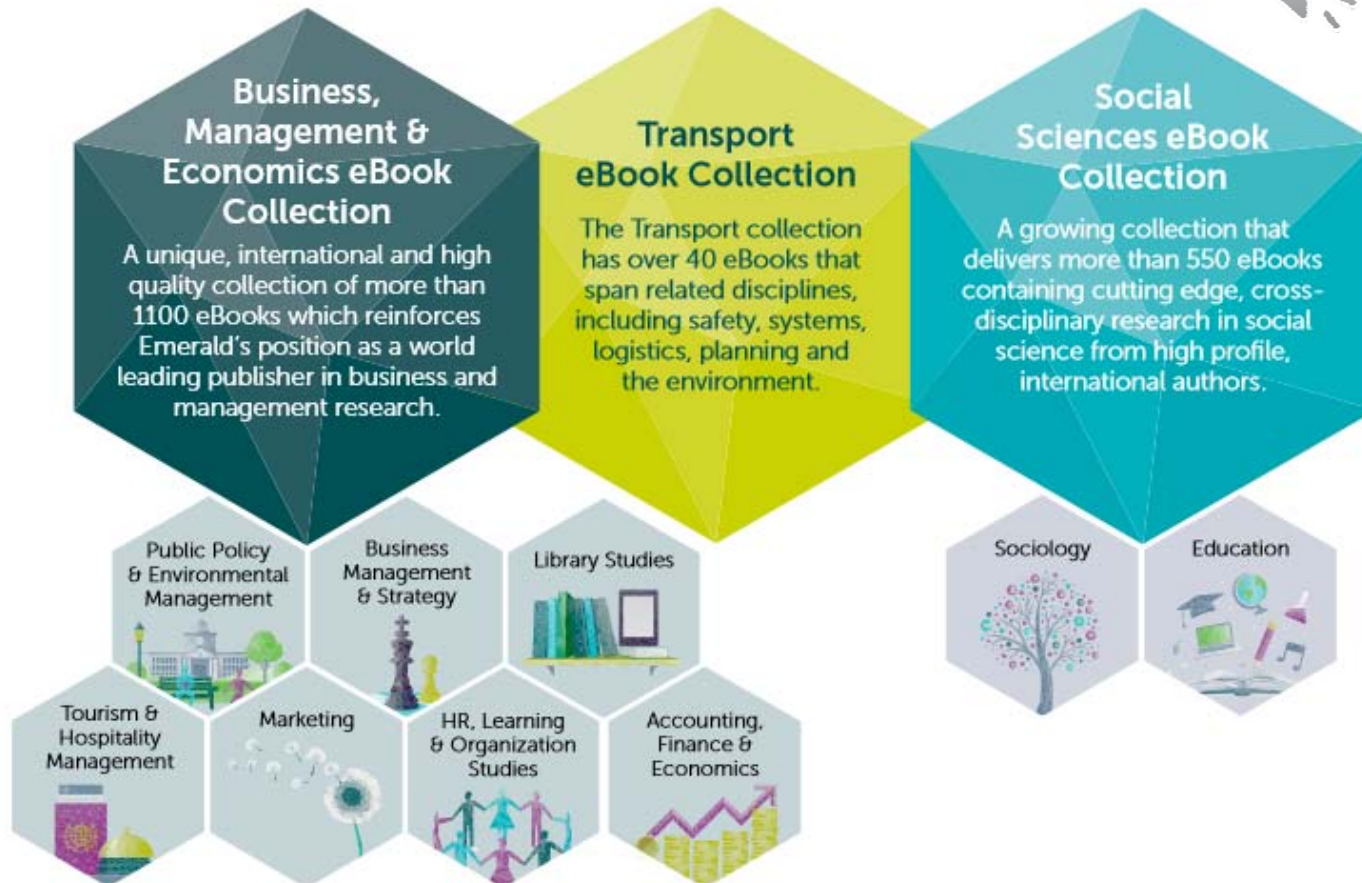 Business,
Management &
Economics eBook
Collection
A unique, international and high
quality collection of more than
1100 eBooks which reinforces
Emerald's position as a world
leading publisher in business and
management research.
Transport
eBook Collection
The Transport collection
has over 40 eBooks that
span related disciplines,
including safety, systems,
logistics, planning and
the environment.
Social
Sciences eBook
Collection
A growing collection that
delivers more than 550 eBooks
containing cutting edge, cross-
disciplinary research in social
science from high profile,
international authors.
Public Policy
& Environmental
Management
Business
Management
& Strategy
Library Studies
Sociology
Education
Tourism &
Hospitality
Management
Marketing
HR, Learning
& Organization
Studies
Accounting,
Finance &
Economics